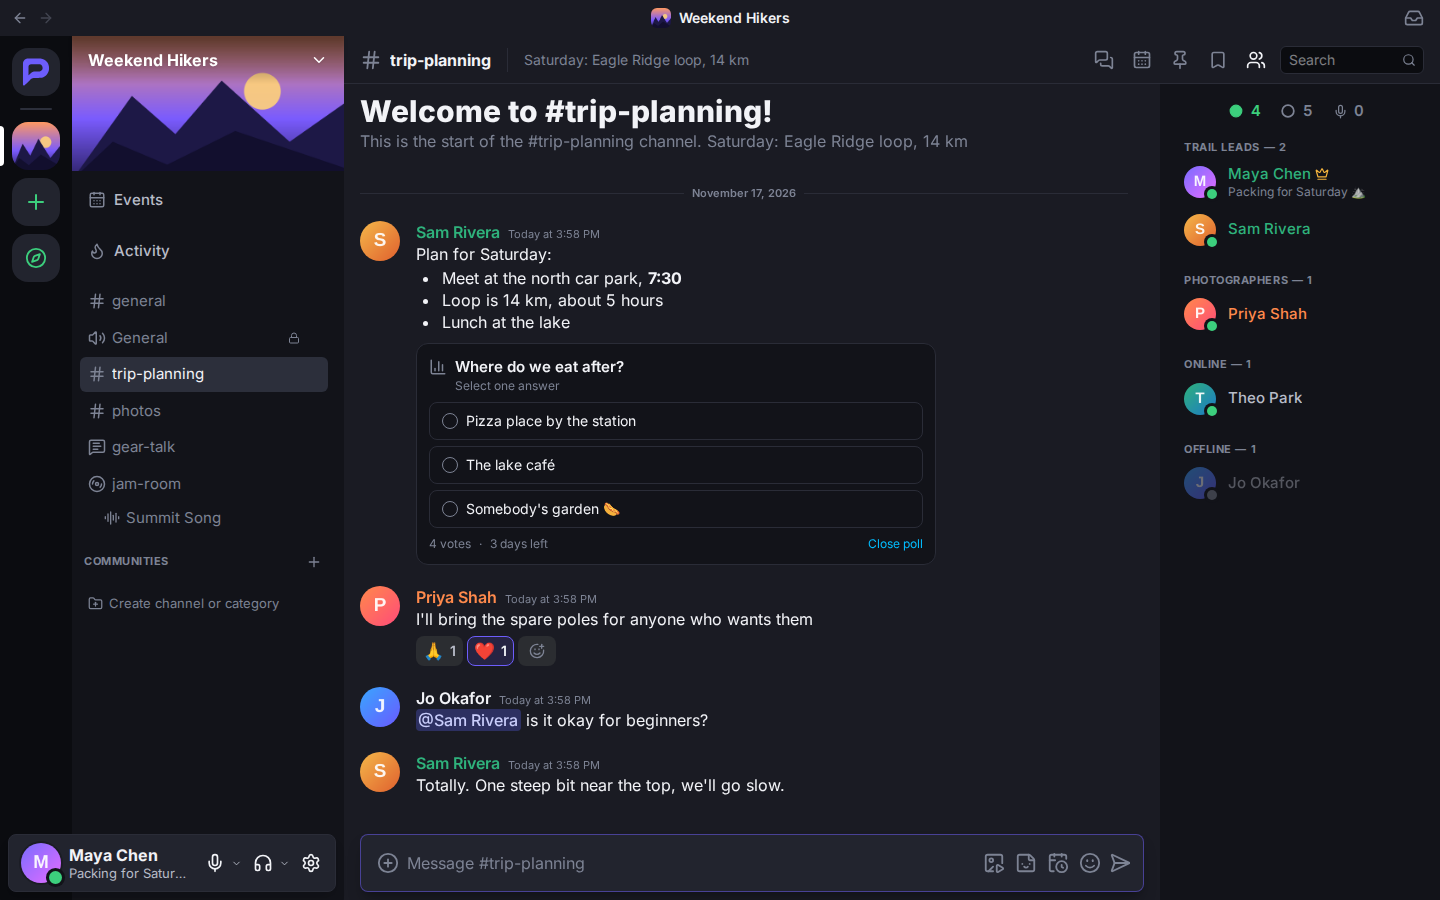 Weekend Hikers
Weekend Hikers
Events
Activity
general
General
trip-planning
photos
gear-talk
jam-room
Summit Song
COMMUNITIES
Create channel or category
M
Maya Chen
Packing for Satur...
trip-planning
Saturday: Eagle Ridge loop, 14 km
Search
Welcome to #trip-planning!
This is the start of the #trip-planning channel. Saturday: Eagle Ridge loop, 14 km
November 17, 2026
S
Sam Rivera Today at 3:58 PM
Plan for Saturday:
• Meet at the north car park, 7:30
• Loop is 14 km, about 5 hours
• Lunch at the lake
Where do we eat after?
Select one answer
Pizza place by the station
The lake café
Somebody's garden 🌭
4 votes · 3 days left Close poll
P
Priya Shah Today at 3:58 PM
I'll bring the spare poles for anyone who wants them
🙏 1 ❤️ 1
J
Jo Okafor Today at 3:58 PM
@Sam Rivera is it okay for beginners?
S
Sam Rivera Today at 3:58 PM
Totally. One steep bit near the top, we'll go slow.
Message #trip-planning
4 5 0
TRAIL LEADS — 2
M
Maya Chen
Packing for Saturday ⛰️
S
Sam Rivera
PHOTOGRAPHERS — 1
P
Priya Shah
ONLINE — 1
T
Theo Park
OFFLINE — 1
J
Jo Okafor